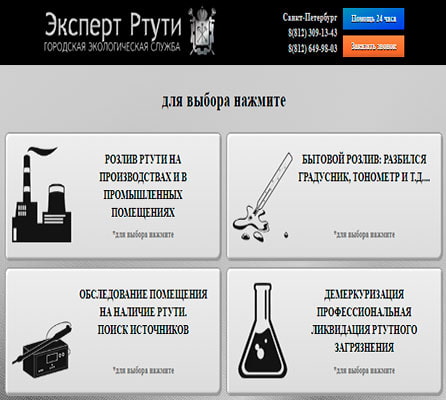 Эксперт Ртути
ГОРОДСКАЯ ЭКОЛОГИЧЕСКАЯ СЛУЖБА
Санкт-Петербург
8(812) 309-13-43
8(812) 649-98-03
Помощь 24 часа
Заказать звонок
для выбора нажмите
РОЗЛИВ РТУТИ НА
ПРОИЗВОДСТВАХ И В
ПРОМЫШЛЕННЫХ
ПОМЕЩЕНИЯХ
*для выбора нажмите
БЫТОВОЙ РОЗЛИВ: РАЗБИЛСЯ
ГРАДУСНИК, ТОНОМЕТР И Т.Д....
*для выбора нажмите
ОБСЛЕДОВАНИЕ ПОМЕЩЕНИЯ
НА НАЛИЧИЕ РТУТИ.
ПОИСК ИСТОЧНИКОВ
*для выбора нажмите
ДЕМЕРКУРИЗАЦИЯ
ПРОФЕССИОНАЛЬНАЯ
ЛИКВИДАЦИЯ РТУТНОГО
ЗАГРЯЗНЕНИЯ
*для выбора нажмите